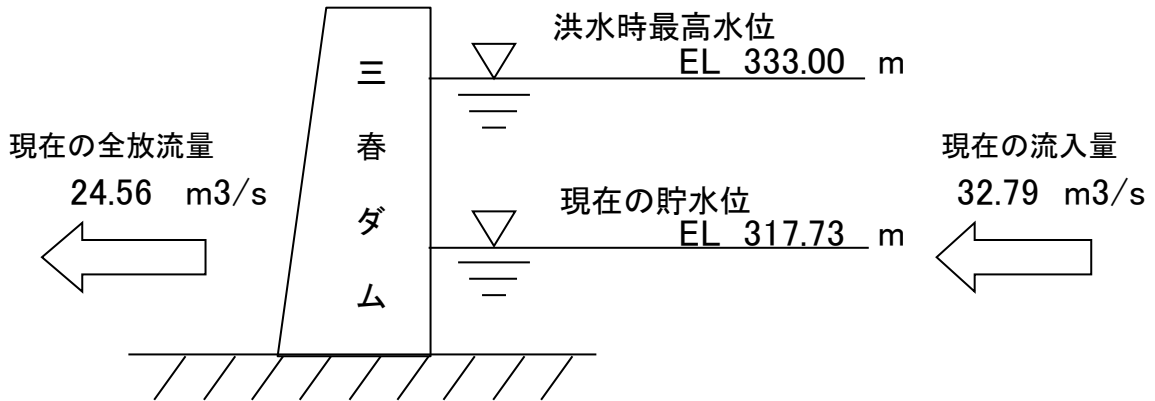 洪水時最高水位
EL 333.00 m
三春ダム
現在の全放流量
24.56 m3/s
現在の流入量
32.79 m3/s
現在の貯水位
EL 317.73 m